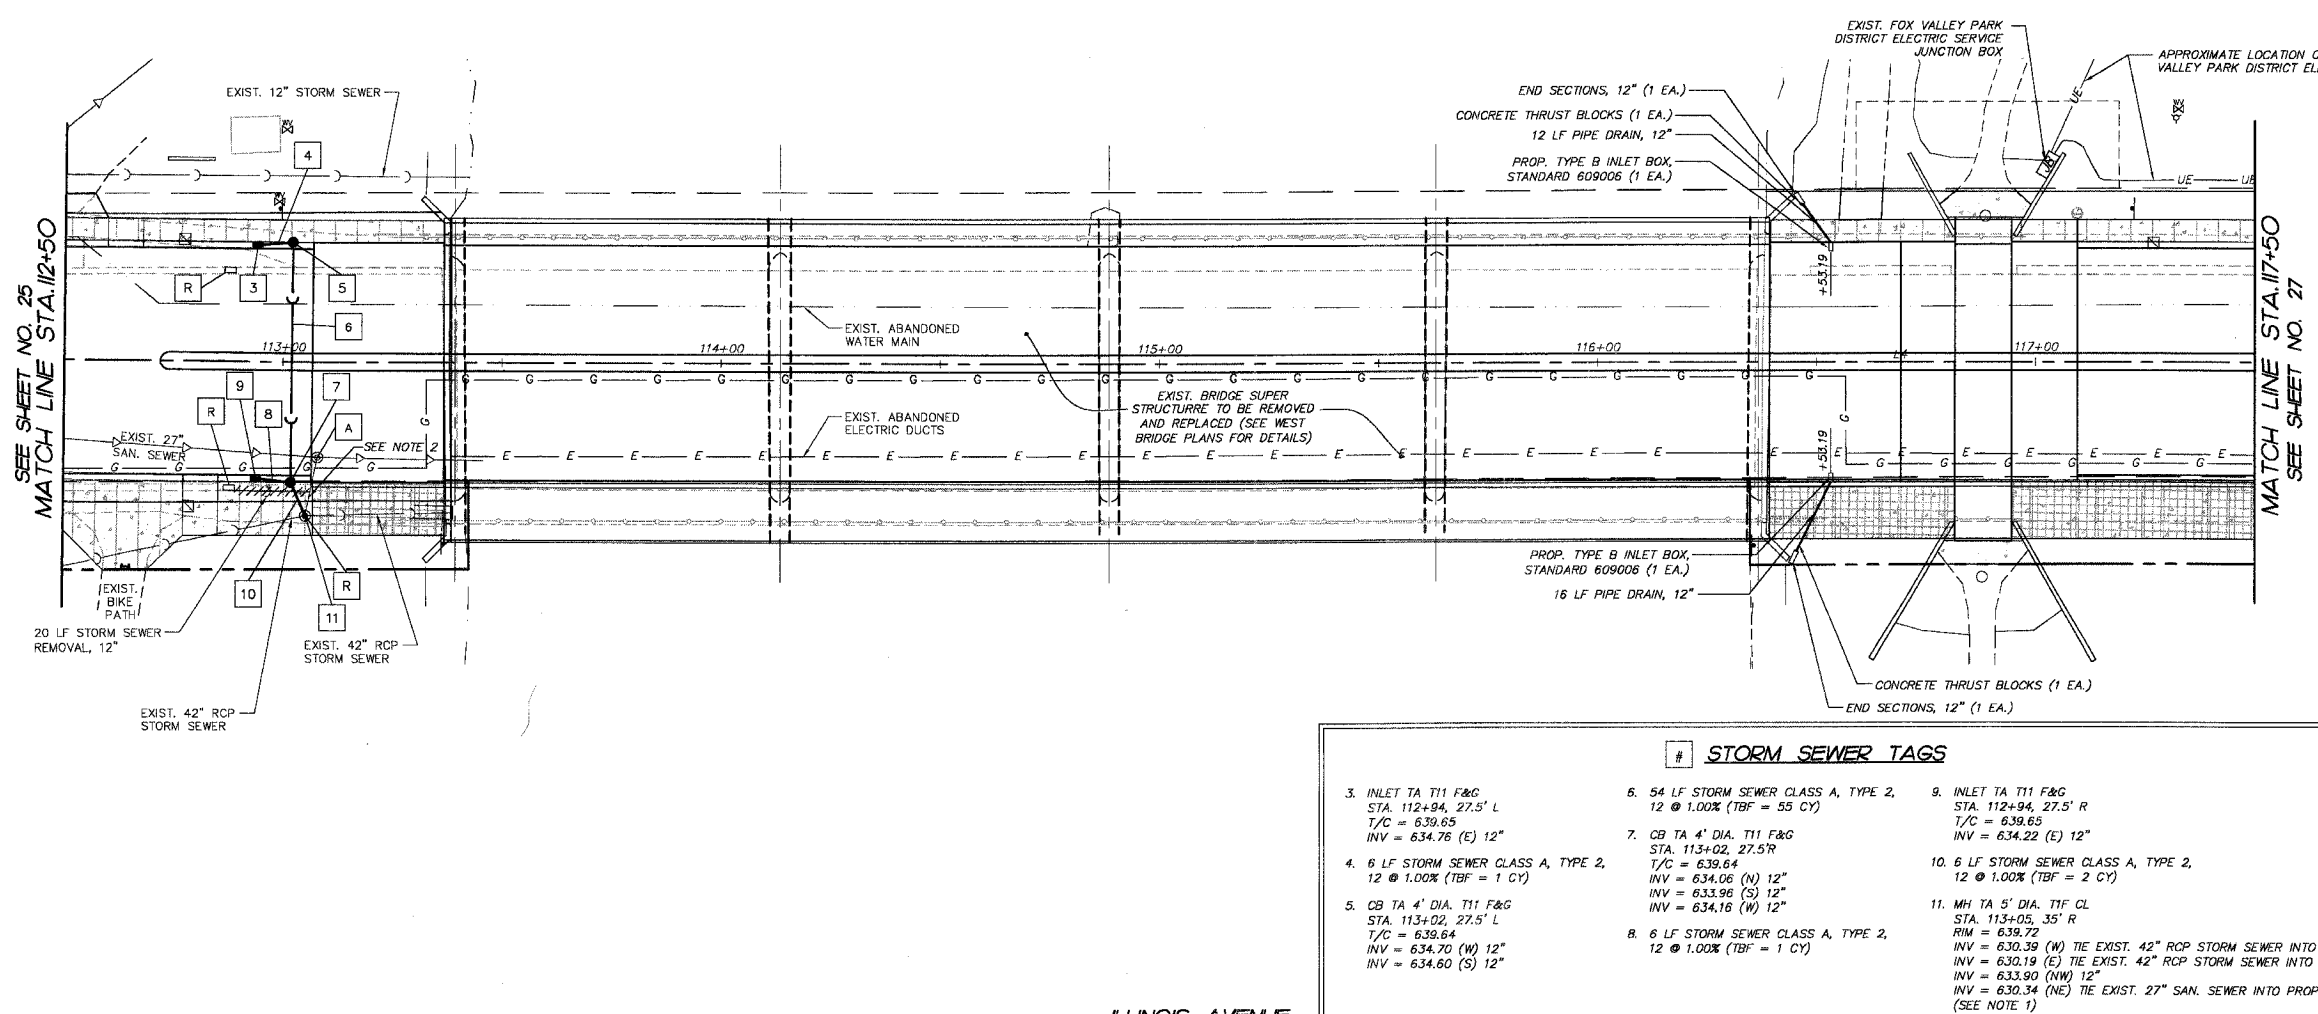 EXIST. FOX VALLEY PARK
DISTRICT ELECTRIC SERVICE
JUNCTION BOX
APPROXIMATE LOCATION
VALLEY PARK DISTRICT
UE
EXIST. 12" STORM SEWER
END SECTIONS, 12" (1 EA.)
CONCRETE THRUST BLOCKS (1 EA.)
12 LF PIPE DRAIN, 12"
PROP. TYPE B INLET BOX,
STANDARD 609006 (1 EA.)
4
JB
UE UE
SEE SHEET NO. 25
MATCH LINE STA.112+50
R 3 5
+53.19
6
EXIST. ABANDONED
WATER MAIN
113+00 114+00 115+00 116+00 117+00
G G G G G G G G G G G G G G G G G G G G G G
9 7
R 8 A
EXIST. ABANDONED
ELECTRIC DUCTS
EXIST. BRIDGE SUPER
STRUCTURRE TO BE REMOVED
AND REPLACED (SEE WEST
BRIDGE PLANS FOR DETAILS)
G
G
EXIST. 27"
SAN. SEWER
SEE NOTE 2
E E E E E E E E E E E E E E E E E E E E E E E E E E E E
G G G G G
G G G G G G
+53.19
MATCH LINE STA.117+50
SEE SHEET NO. 27
EXIST.
BIKE
PATH
10 R
11
20 LF STORM SEWER
REMOVAL, 12"
EXIST. 42" RCP
STORM SEWER
EXIST. 42" RCP
STORM SEWER
PROP. TYPE B INLET BOX,
STANDARD 609006 (1 EA.)
16 LF PIPE DRAIN, 12"
CONCRETE THRUST BLOCKS (1 EA.)
END SECTIONS, 12" (1 EA.)
# STORM SEWER TAGS
3. INLET TA T11 F&G
STA. 112+94, 27.5' L
T/C = 639.65
INV = 634.76 (E) 12"
4. 6 LF STORM SEWER CLASS A, TYPE 2,
12 @ 1.00% (TBF = 1 CY)
5. CB TA 4' DIA. T11 F&G
STA. 113+02, 27.5' L
T/C = 639.64
INV = 634.70 (W) 12"
INV = 634.60 (S) 12"
6. 54 LF STORM SEWER CLASS A, TYPE 2,
12 @ 1.00% (TBF = 55 CY)
7. CB TA 4' DIA. T11 F&G
STA. 113+02, 27.5'R
T/C = 639.64
INV = 634.06 (N) 12"
INV = 633.96 (S) 12"
INV = 634.16 (W) 12"
8. 6 LF STORM SEWER CLASS A, TYPE 2,
12 @ 1.00% (TBF = 1 CY)
9. INLET TA T11 F&G
STA. 112+94, 27.5' R
T/C = 639.65
INV = 634.22 (E) 12"
10. 6 LF STORM SEWER CLASS A, TYPE 2,
12 @ 1.00% (TBF = 2 CY)
11. MH TA 5' DIA. T1F CL
STA. 113+05, 35' R
RIM = 639.72
INV = 630.39 (W) TIE EXIST. 42" RCP STORM SEWER INTO
INV = 630.19 (E) TIE EXIST. 42" RCP STORM SEWER INTO
INV = 633.90 (NW) 12"
INV = 630.34 (NE) TIE EXIST. 27" SAN. SEWER INTO PROP
(SEE NOTE 1)
ILLINOIS AVENUE